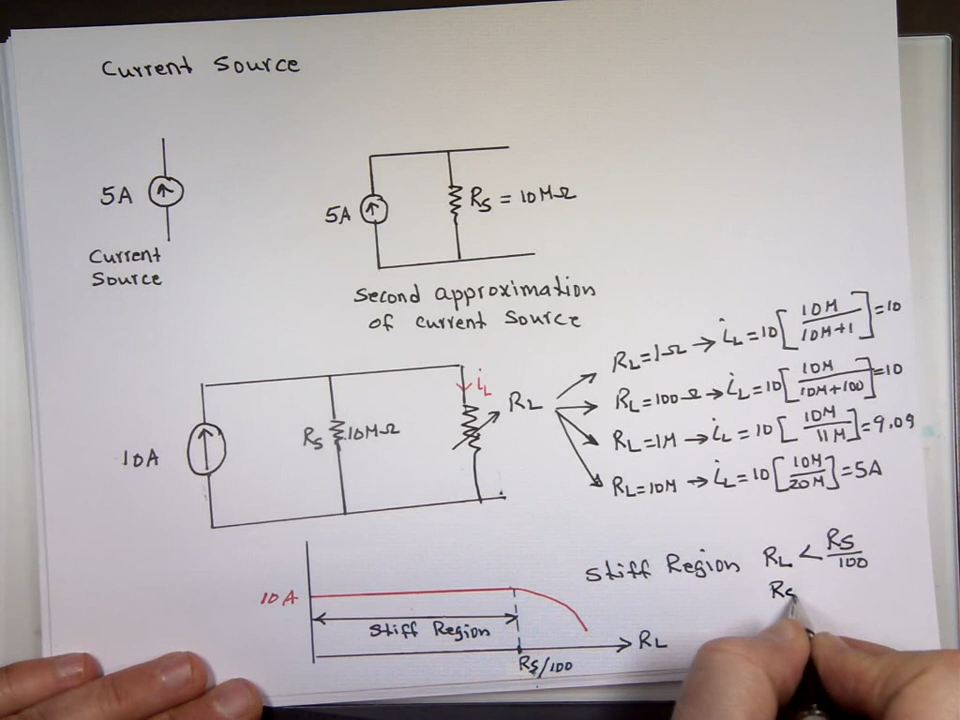 Current Source
5A
Current
Source
5A
Rs = 10MΩ
Second approximation
of current Source
10A
Rs 10MΩ
iL
RL
RL=1Ω → iL=10[10M/10M+1]=10
RL=100Ω → iL=10[10M/10M+100]=10
RL=1M → iL=10[10M/11M]=9.09
RL=10M → iL=10[10M/20M]=5A
10A
Stiff Region
Rs/100
RL
Stiff Region RL < Rs/100
Rs